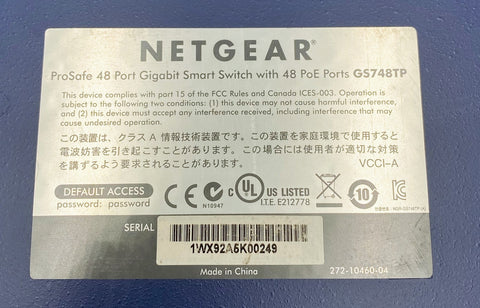 NETGEAR®
ProSafe 48 Port Gigabit Smart Switch with 48 PoE Ports GS748TP
This device complies with part 15 of the FCC Rules and Canada ICES-003. Operation is
subject to the following two conditions: (1) this device may not cause harmful interference,
and (2) this device must accept any interference received, including interference that may
cause undesired operation.
この装置は、クラスA 情報技術装置です。この装置を家庭環境で使用すると
電波妨害を引き起こすことがあります。この場合には使用者が適切な対策
を講ずるよう要求されることがあります。
VCCI-A
DEFAULT ACCESS
password: password
CE
N10947
c UL US LISTED
I.T.E. E212778
10
SERIAL
1WX92A5K00249
Made in China
272-10460-04